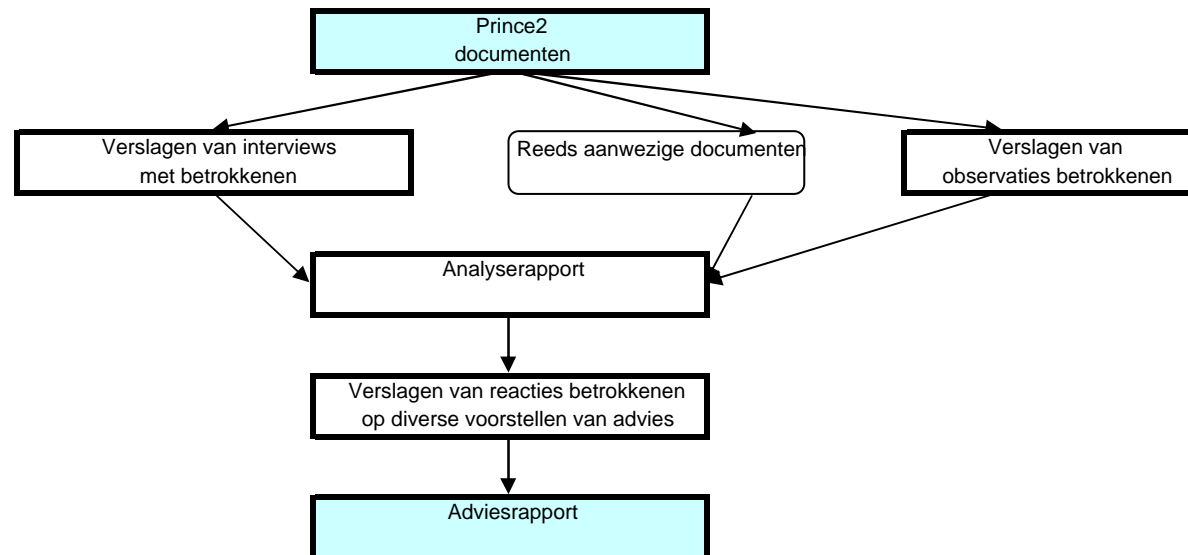 Prince2
documenten
Verslagen van interviews
met betrokkenen
Reeds aanwezige documenten
Verslagen van
observaties betrokkenen
Analyserapport
Verslagen van reacties betrokkenen
op diverse voorstellen van advies
Adviesrapport